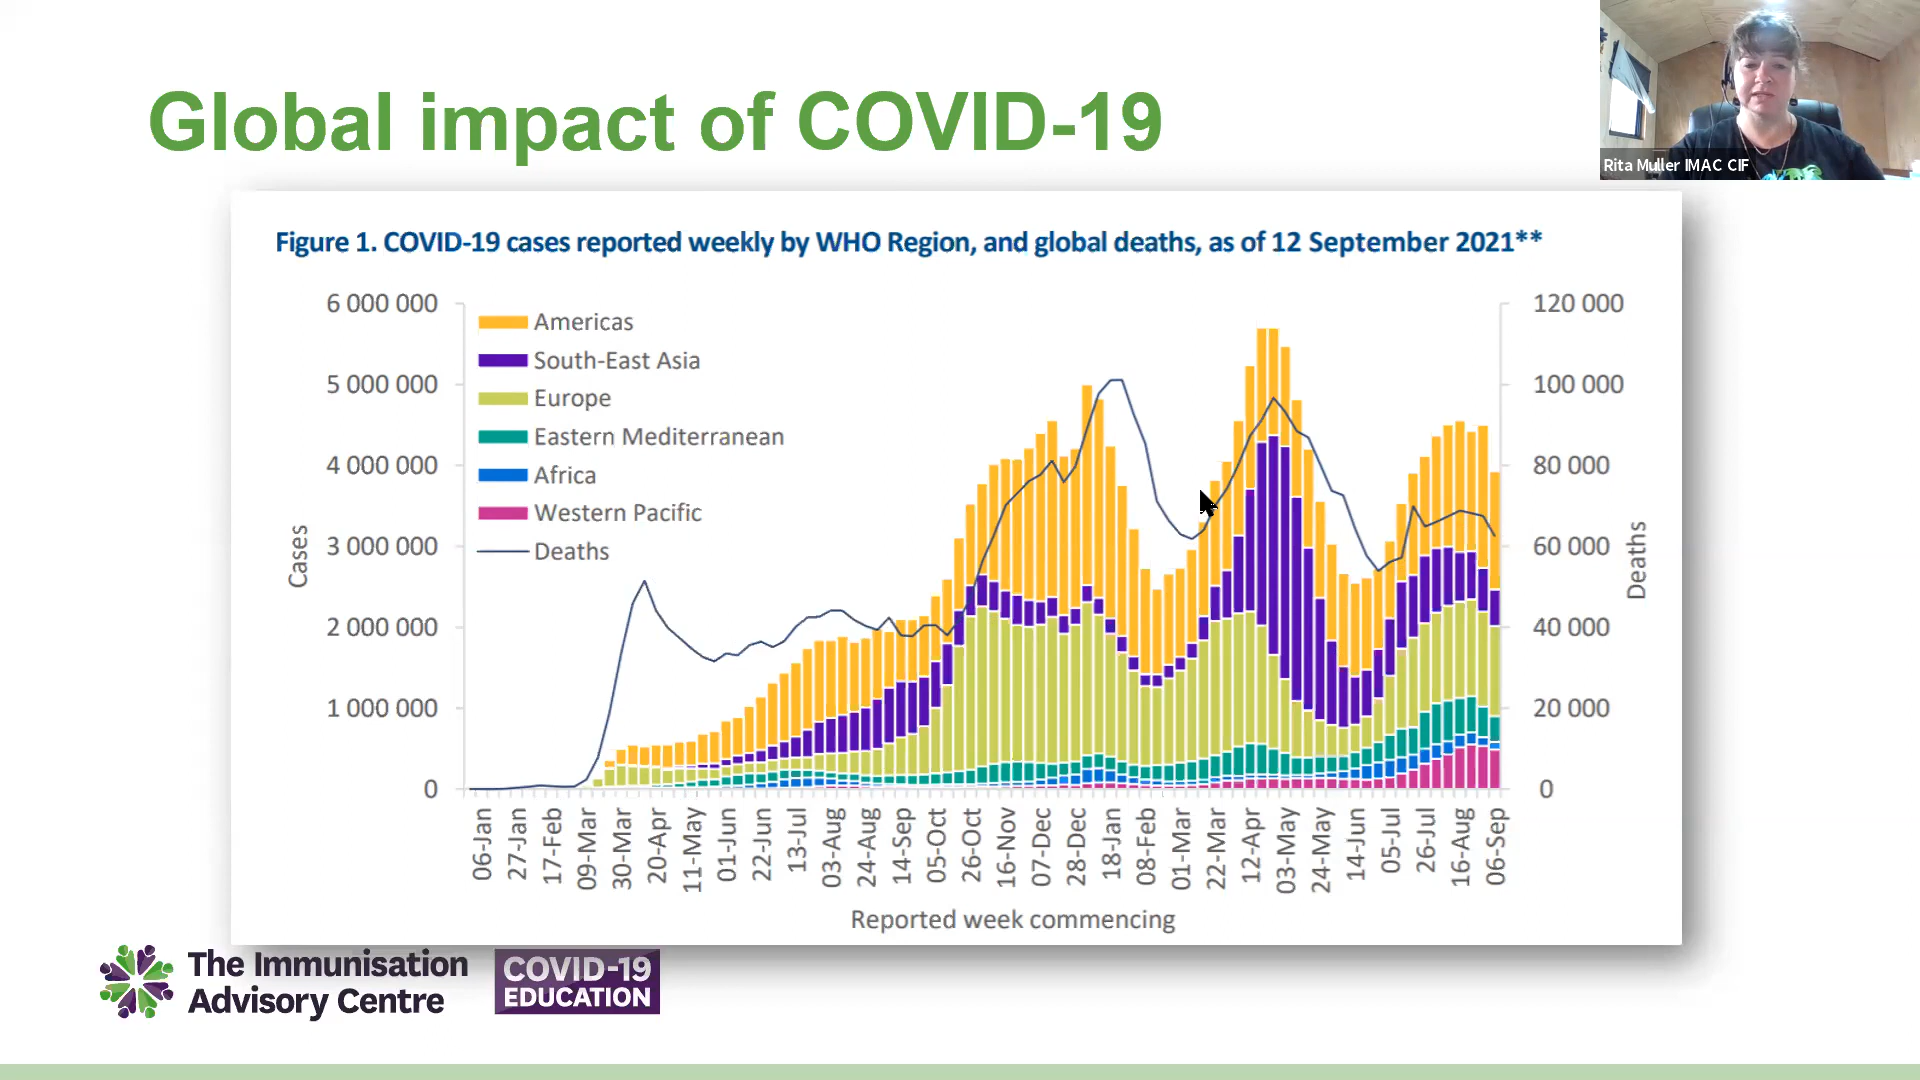 Global impact of COVID-19
Rita Muller IMAC CIF
Figure 1. COVID-19 cases reported weekly by WHO Region, and global deaths, as of 12 September 2021**
6 000 000
5 000 000
4 000 000
3 000 000
2 000 000
1 000 000
0
Cases
Americas
South-East Asia
Europe
Eastern Mediterranean
Africa
Western Pacific
Deaths
120 000
100 000
80 000
60 000
40 000
20 000
0
Deaths
06-Jan
27-Jan
17-Feb
09-Mar
30-Mar
20-Apr
11-May
01-Jun
22-Jun
13-Jul
03-Aug
24-Aug
14-Sep
05-Oct
26-Oct
16-Nov
07-Dec
28-Dec
18-Jan
08-Feb
01-Mar
22-Mar
12-Apr
03-May
24-May
14-Jun
05-Jul
26-Jul
16-Aug
06-Sep
Reported week commencing
The Immunisation
Advisory Centre
COVID-19
EDUCATION